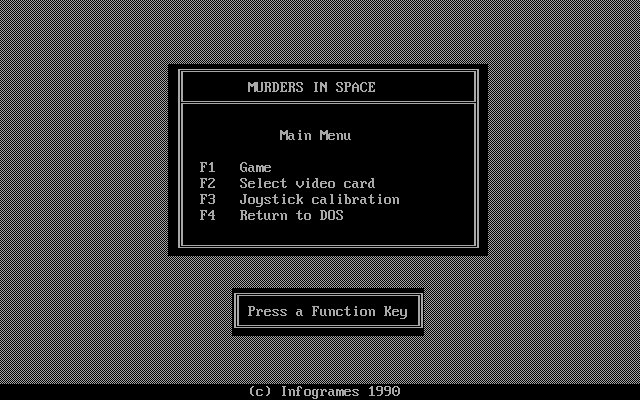 MURDERS IN SPACE
Main Menu
F1 Game
F2 Select video card
F3 Joystick calibration
F4 Return to DOS
Press a Function Key
(c) Infogrames 1990